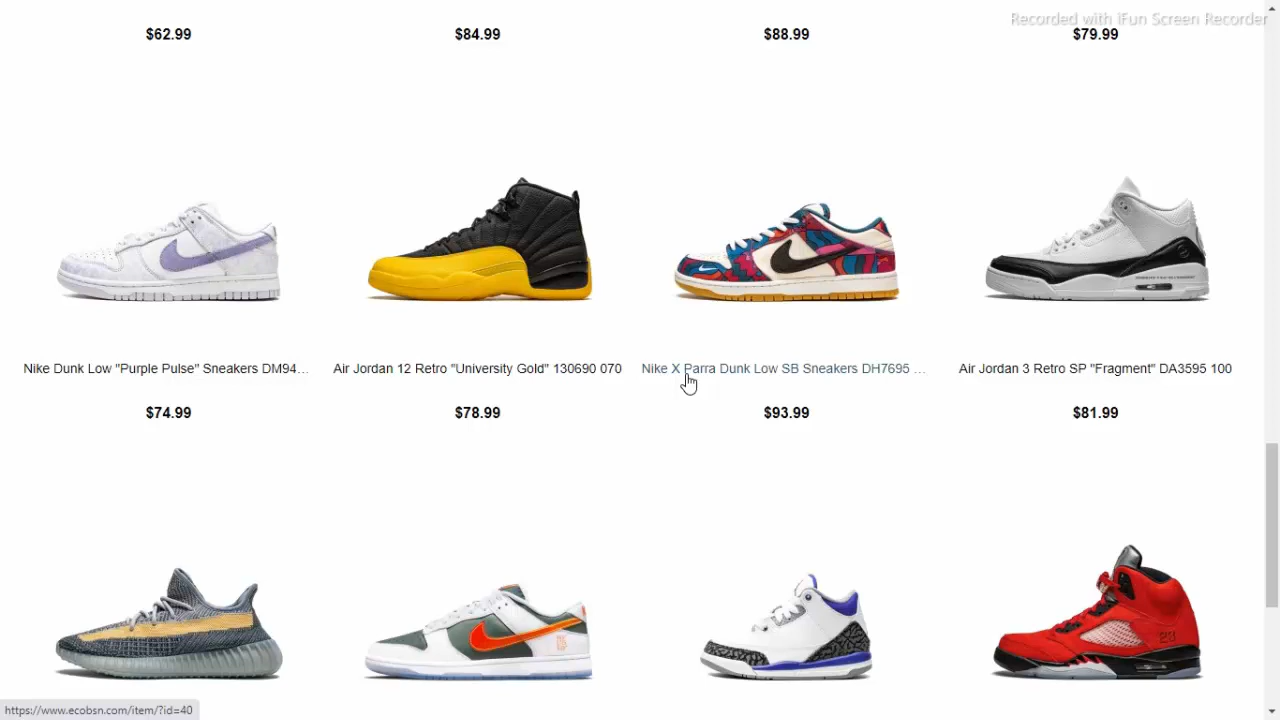 Recorded with iFun Screen Recorder
$62.99
$84.99
$88.99
$79.99
Nike Dunk Low "Purple Pulse" Sneakers DM94...
Air Jordan 12 Retro "University Gold" 130690 070
Nike X Parra Dunk Low SB Sneakers DH7695 ...
Air Jordan 3 Retro SP "Fragment" DA3595 100
$74.99
$78.99
$93.99
$81.99
23
https://www.ecobsn.com/item/?id=40